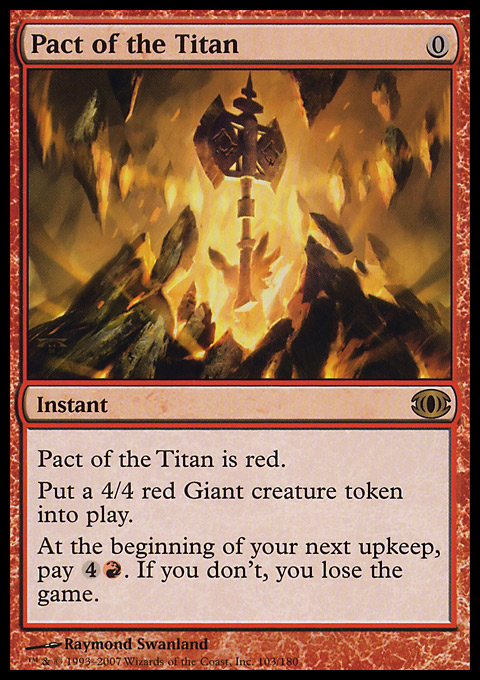 Pact of the Titan 0
Instant
Pact of the Titan is red.
Put a 4/4 red Giant creature token
into play.
At the beginning of your next upkeep,
pay 4 . If you don't, you lose the
game.
Raymond Swanland
™ & © 1993–2007 Wizards of the Coast, Inc. 103/180